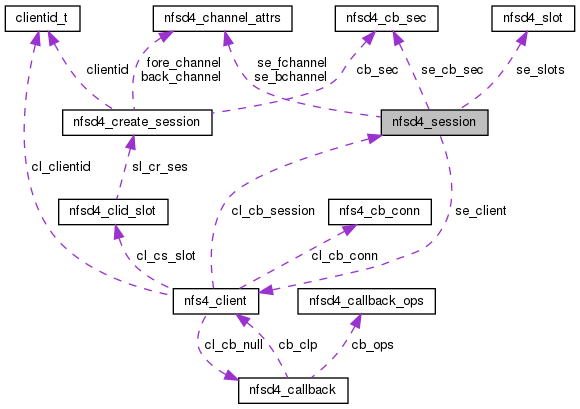 clientid_t
nfsd4_channel_attrs
nfsd4_cb_sec
nfsd4_slot
clientid
fore_channel
back_channel
se_fchannel
se_bchannel
cb_sec
se_cb_sec
se_slots
nfsd4_create_session
nfsd4_session
cl_clientid
sl_cr_ses
nfsd4_clid_slot
cl_cb_session
nfs4_cb_conn
se_client
cl_cs_slot
cl_cb_conn
nfs4_client
nfsd4_callback_ops
cl_cb_null
cb_clp
cb_ops
nfsd4_callback